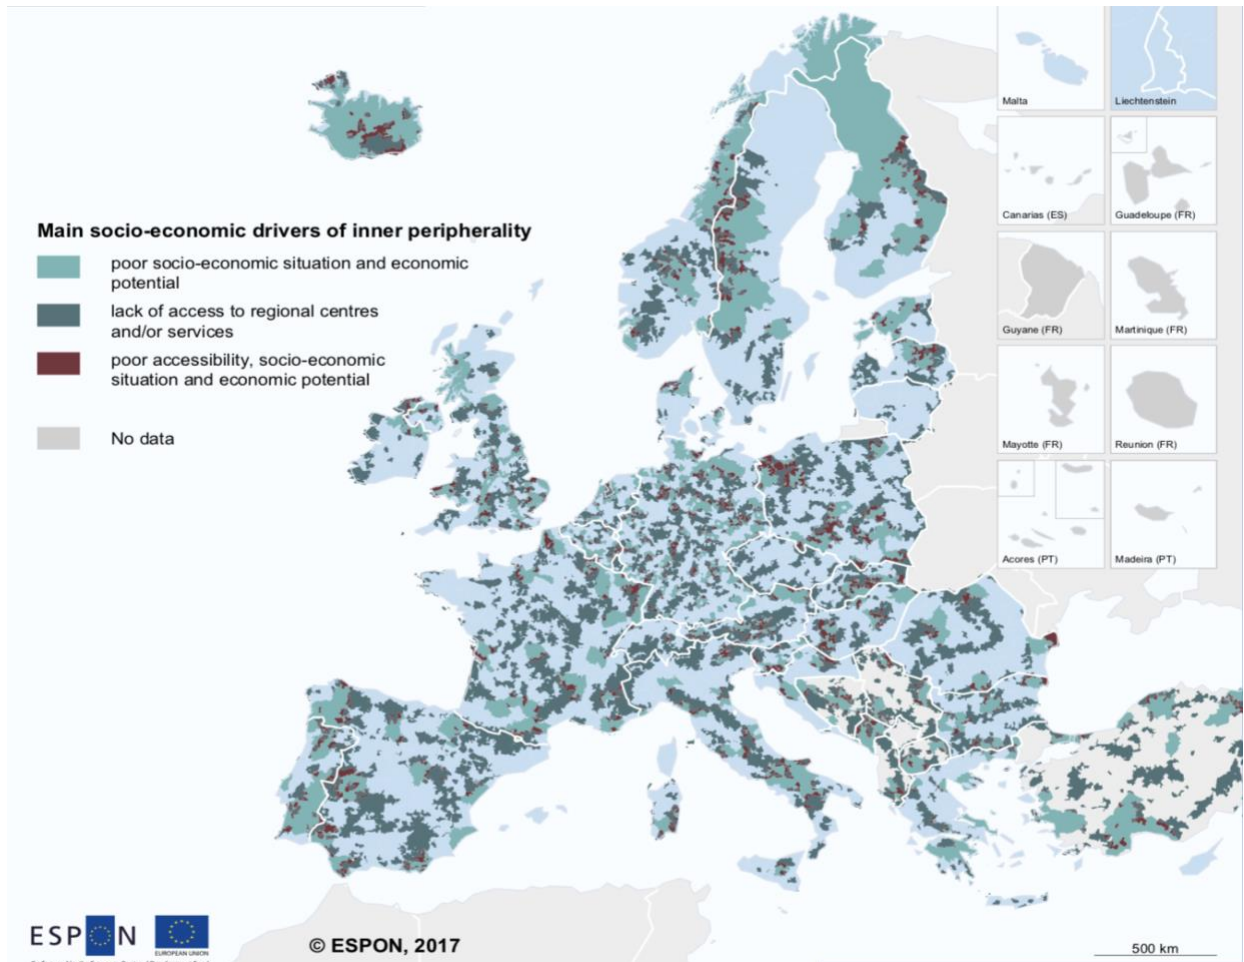 Malta
Liechtenstein
Canarias (ES)
Guadeloupe (FR)
Main socio-economic drivers of inner peripherality
poor socio-economic situation and economic
potential
lack of access to regional centres
and/or services
poor accessibility, socio-economic
situation and economic potential
No data
Guyane (FR)
Martinique (FR)
Mayotte (FR)
Reunion (FR)
Acores (PT)
Madeira (PT)
ESPON
EUROPEAN UNION
© ESPON, 2017
500 km